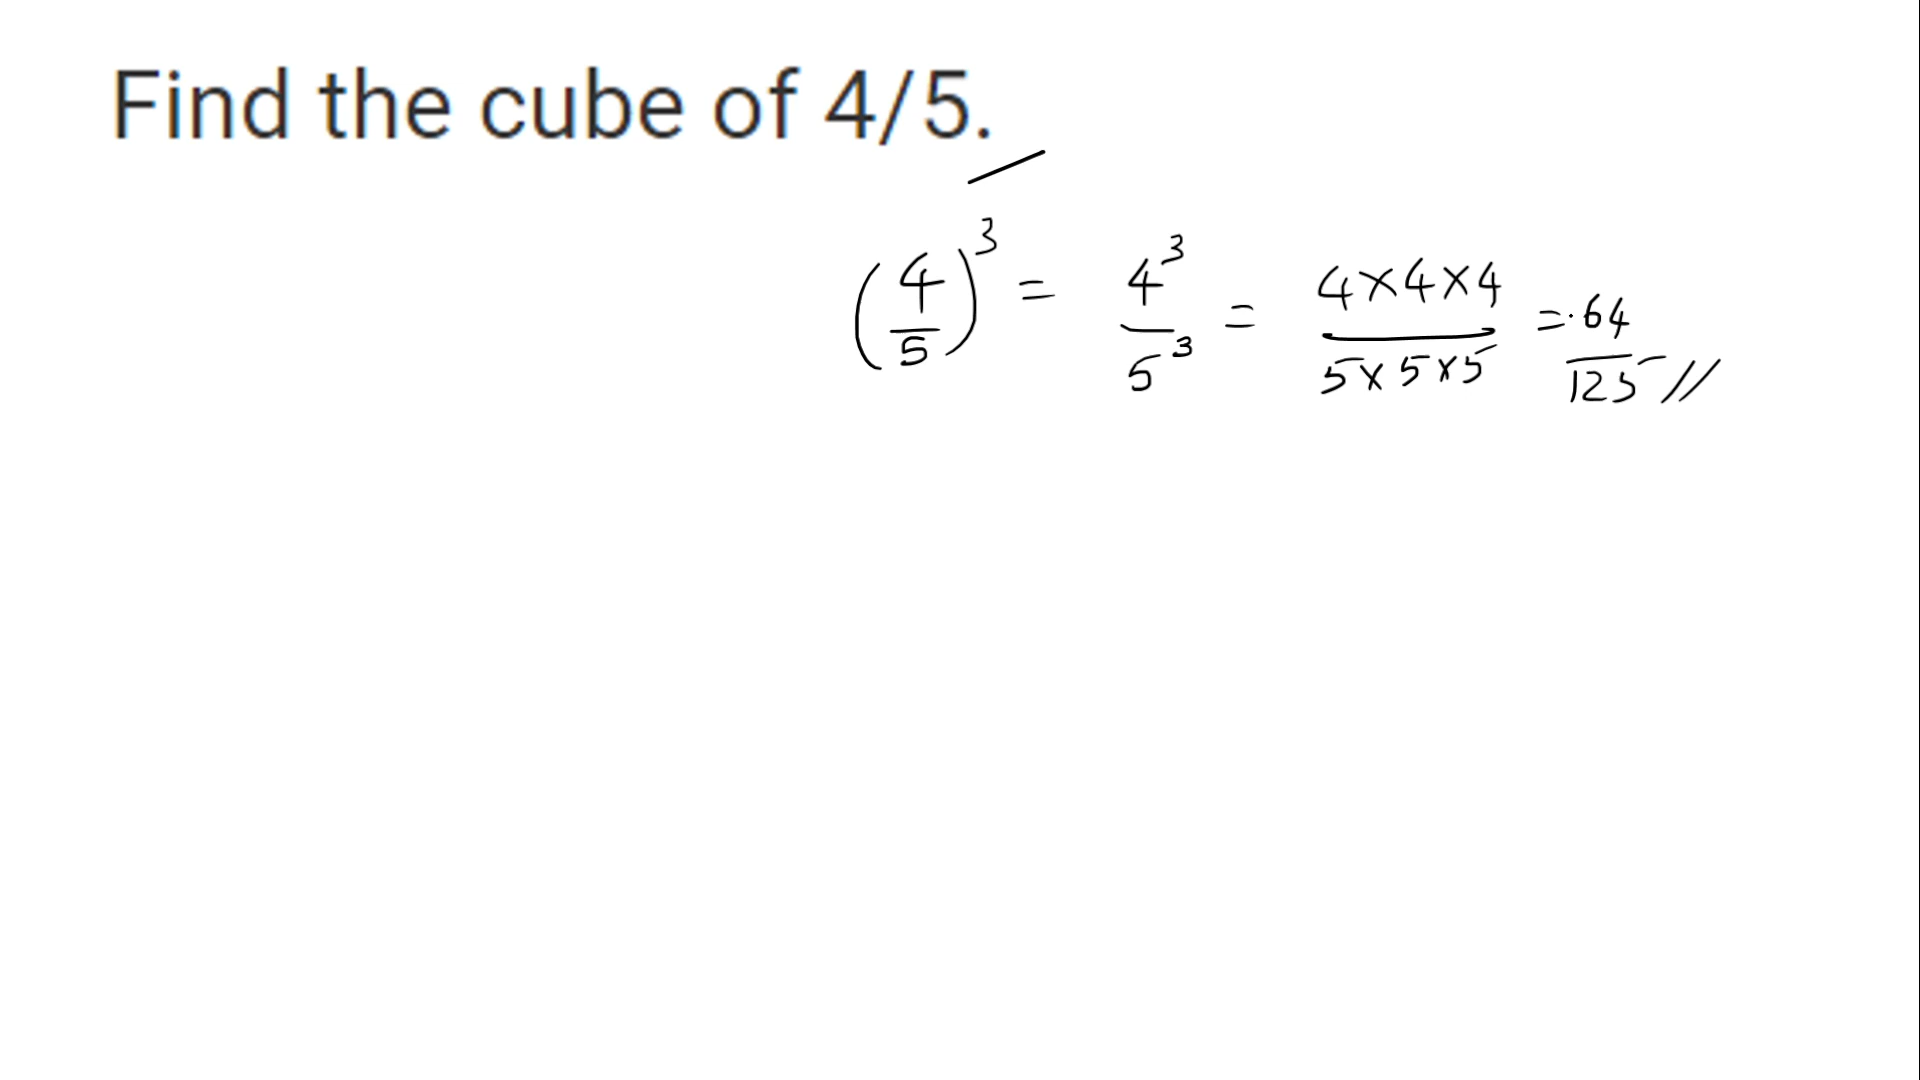 Find the cube of 4/5.
(4/5)³ = 4³/5³ = 4×4×4/5×5×5 = 64/125 //